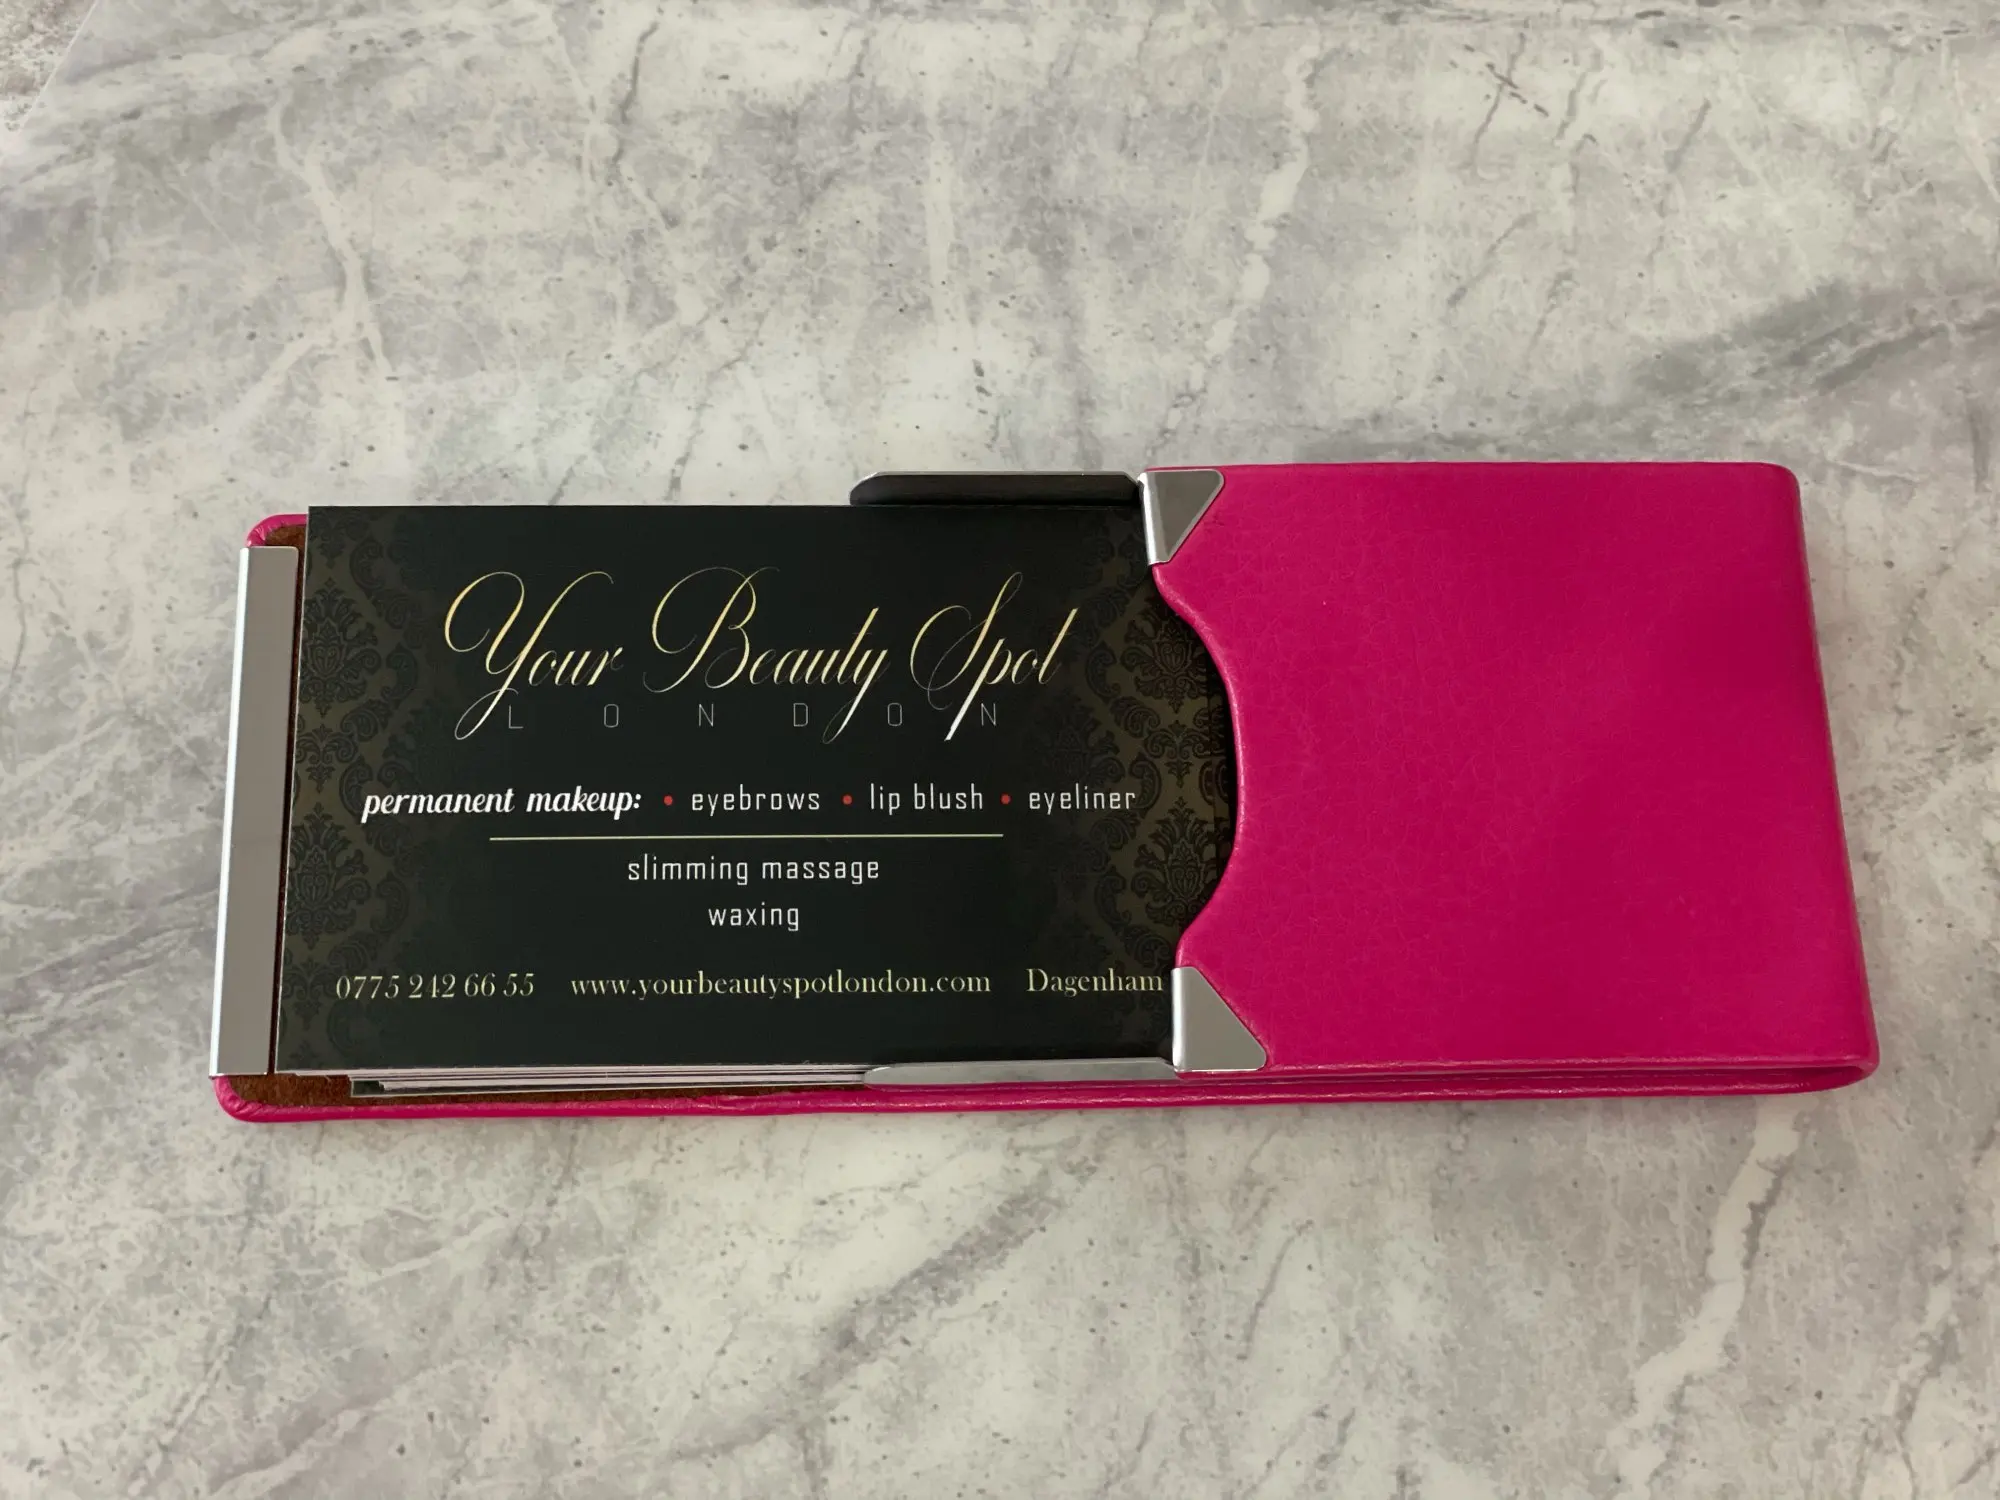 Your Beauty Spot
LONDON
permanent makeup: • eyebrows • lip blush • eyeliner
slimming massage
waxing
0775 242 66 55 www.yourbeautyspotlondon.com Dagenham